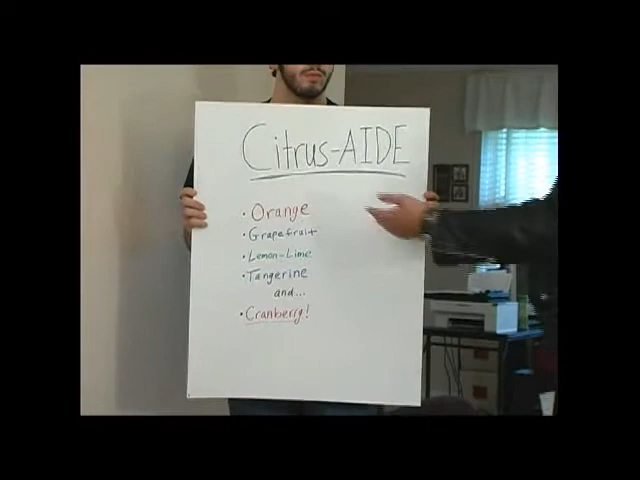 Citrus-AIDE
• Orange
• Grapefruit
• Lemon-Lime
• Tangerine
and...
• Cranberry!